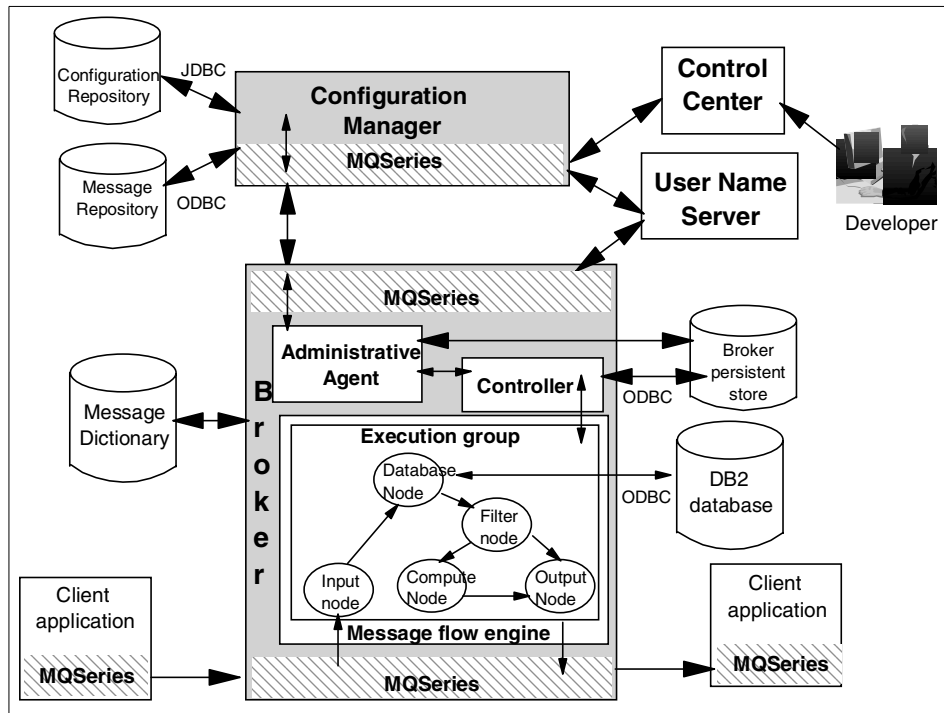 Configuration
Repository
JDBC
Configuration
Manager
MQSeries
Control
Center
Message
Repository
ODBC
User Name
Server
Developer
MQSeries
Administrative
Agent
Controller
Broker
persistent
store
ODBC
Message
Dictionary
Broker
Execution group
Database
Node
Filter
node
Input
node
Compute
Node
Output
Node
ODBC
DB2
database
Message flow engine
MQSeries
Client
application
MQSeries
Client
application
MQSeries